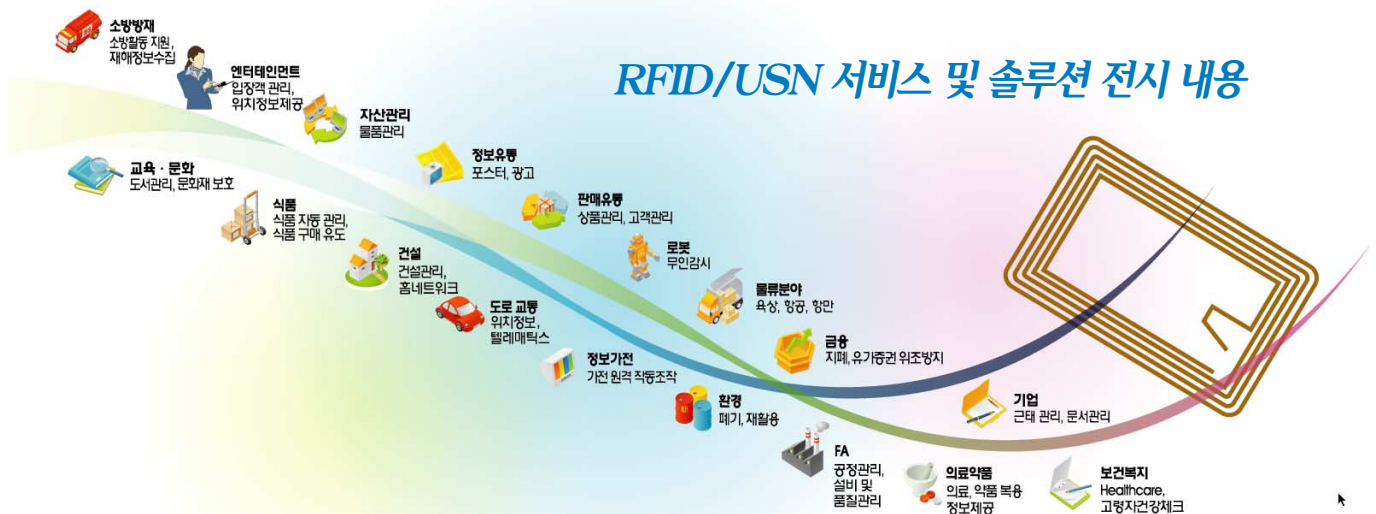 RFID/USN 서비스 및 솔루션 전시 내용
소방방재
소방활동 지원,
재해정보수집
엔터테인먼트
입장객 관리,
위치정보제공
자산관리
물품관리
정보유통
포스터, 광고
판매유통
상품관리, 고객관리
로봇
무인감시
물류분야
육상, 항공, 항만
금융
지폐, 유가증권 위조방지
기업
근태 관리, 문서관리
교육 · 문화
도서관리, 문화재 보호
식품
식품 자동 관리,
식품 구매 유도
건설
건설관리,
홈네트워크
도로 교통
위치정보,
텔레매틱스
정보가전
가전 원격 작동조작
환경
폐기, 재활용
FA
공정관리,
설비 및
품질관리
의료약품
의료, 약품 복용
정보제공
보건복지
Healthcare,
고령자건강체크